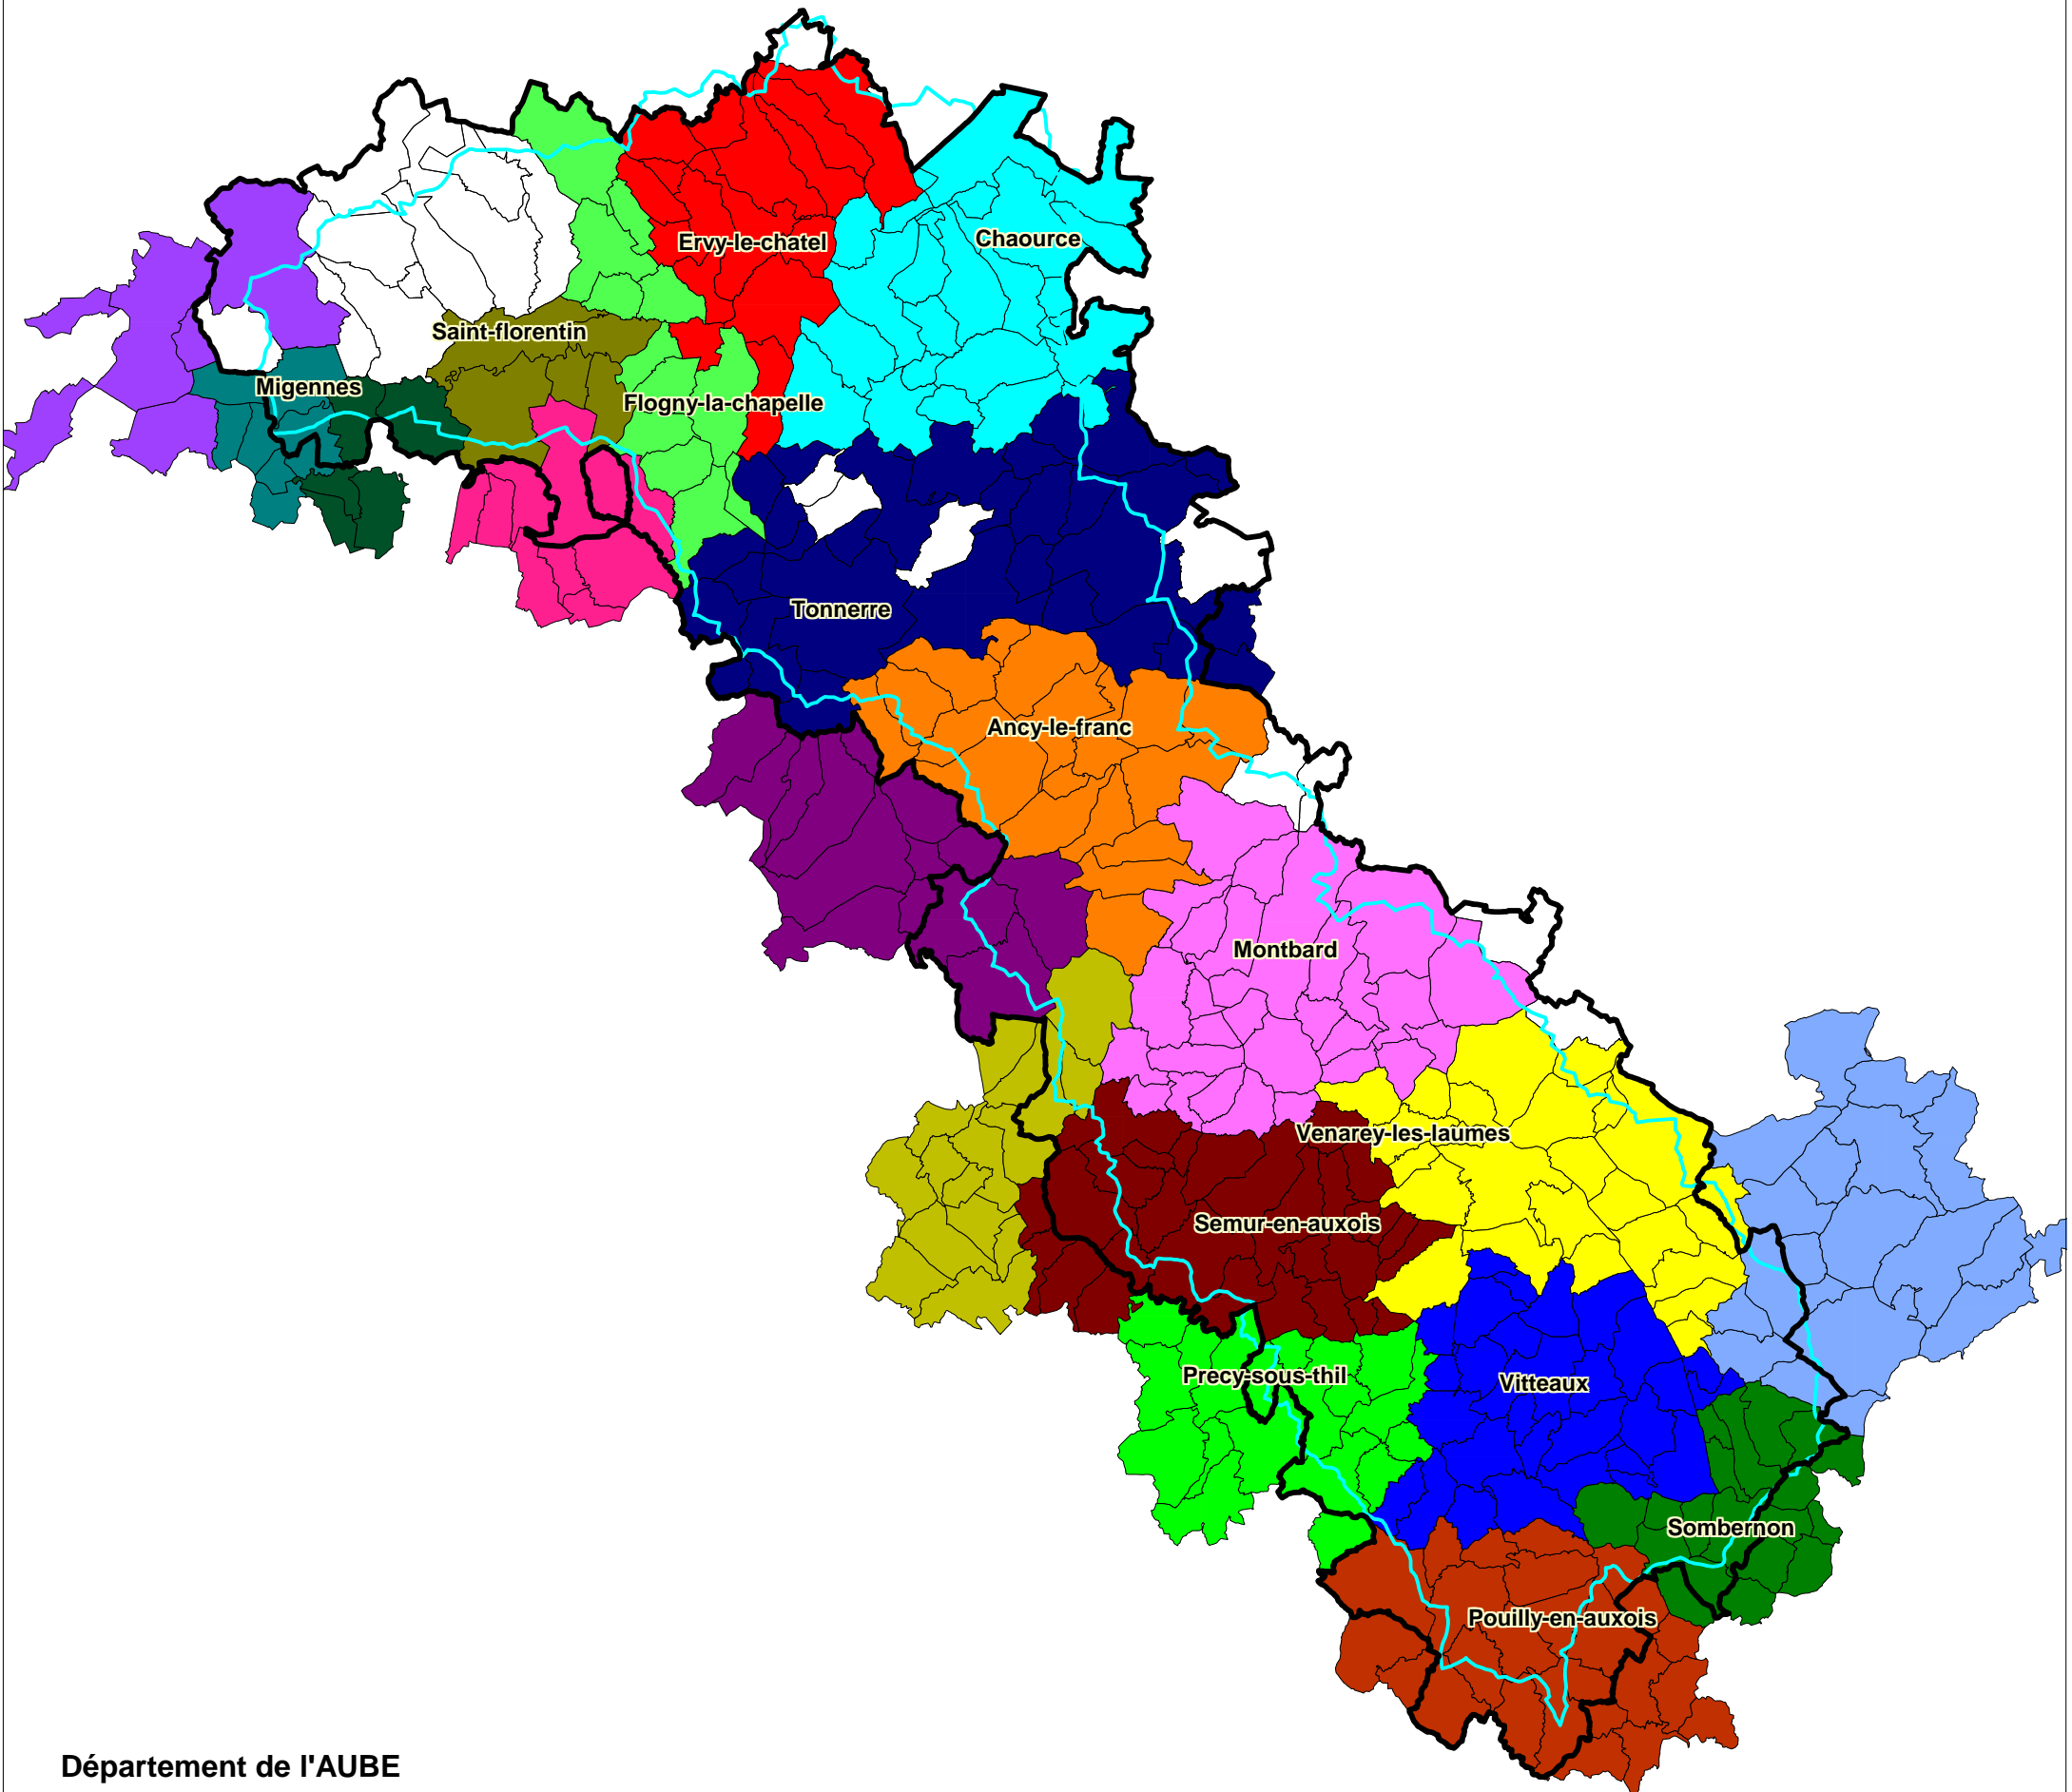 Ervy-le-chatel
Chaource
Saint-florentin
Migennes
Flogny-la-chapelle
Tonnerre
Ancy-le-franc
Montbard
Venarey-les-laumes
Semur-en-auxois
Precy-sous-thil
Vitteaux
Sombernon
Pouilly-en-auxois
Département de l'AUBE